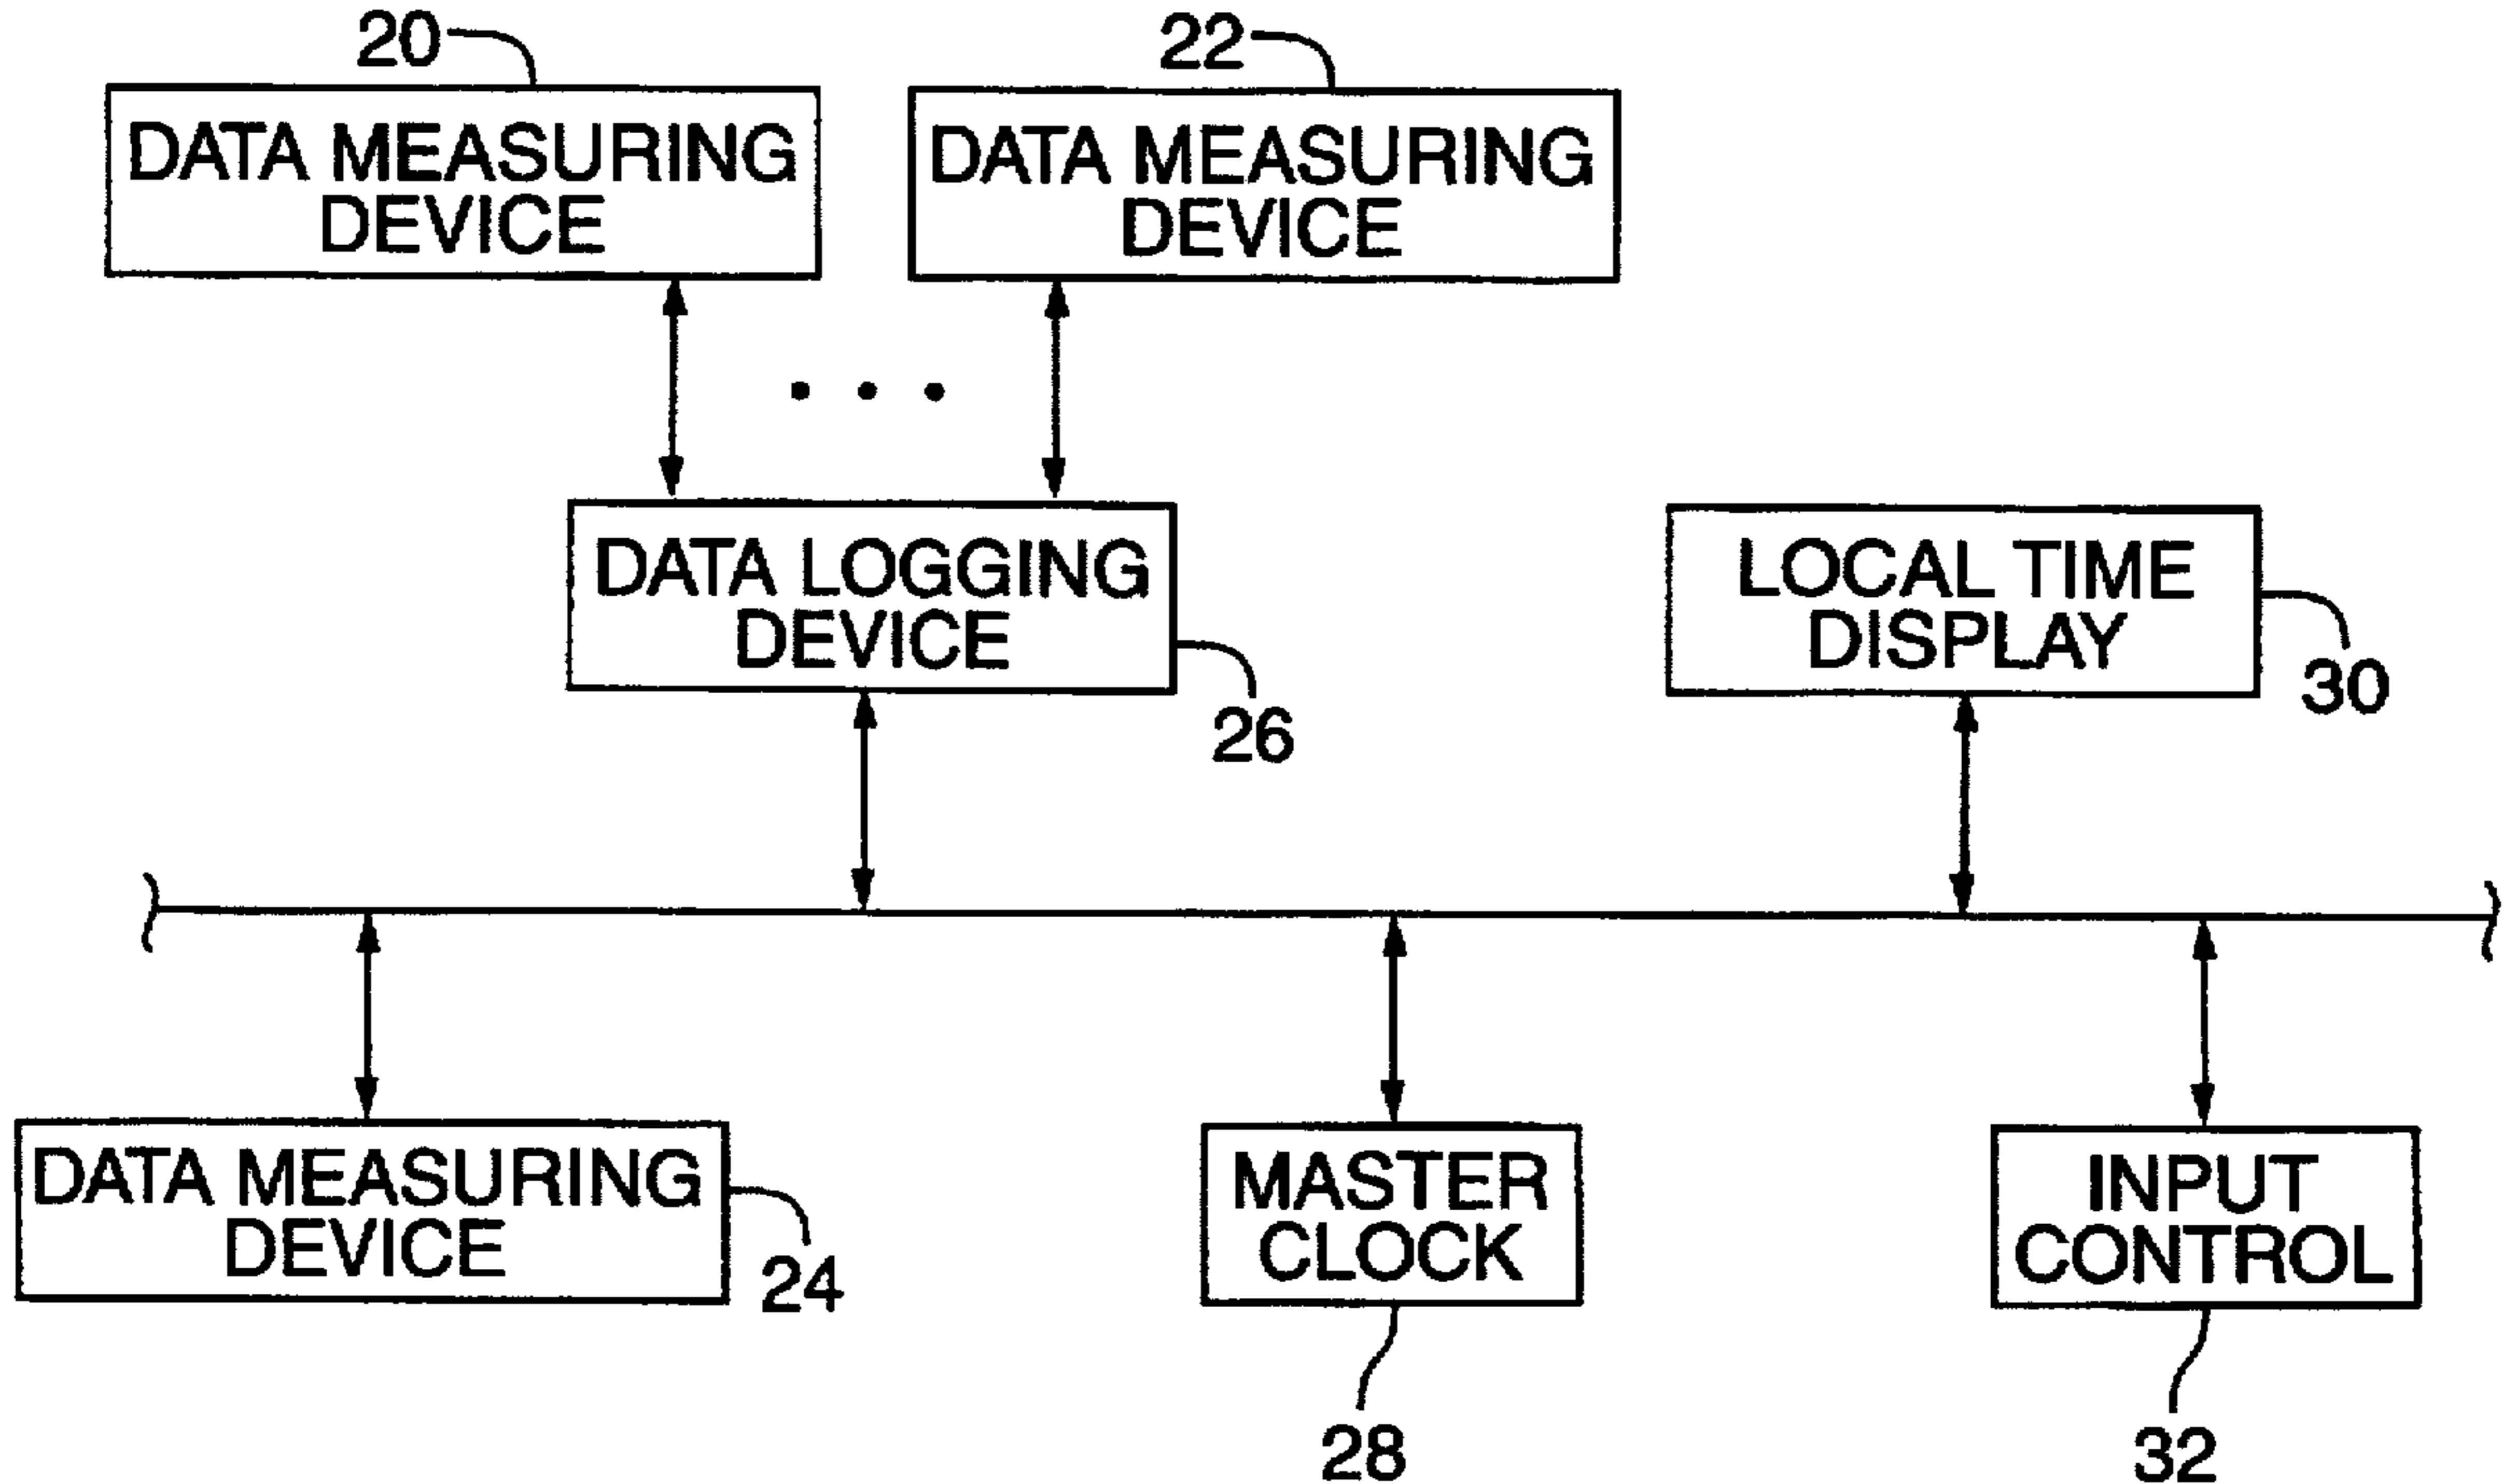 20
22
DATA MEASURING
DEVICE
DATA MEASURING
DEVICE
DATA LOGGING
DEVICE
26
LOCAL TIME
DISPLAY
30
DATA MEASURING
DEVICE
24
MASTER
CLOCK
28
INPUT
CONTROL
32